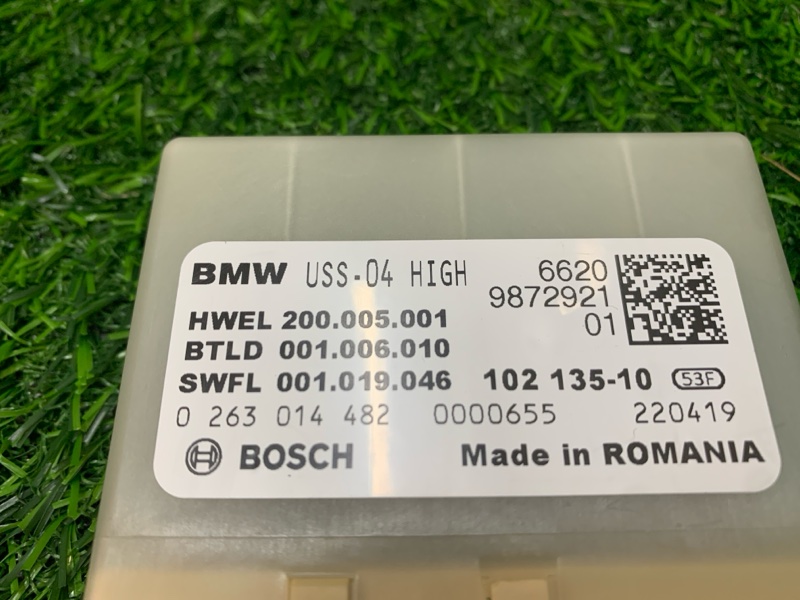 BMW USS-04 HIGH 6620
9872921
01
HWEL 200.005.001
BTLD 001.006.010
SWFL 001.019.046 102 135-10 53F
0 263 014 482 0000655 220419
BOSCH Made in ROMANIA